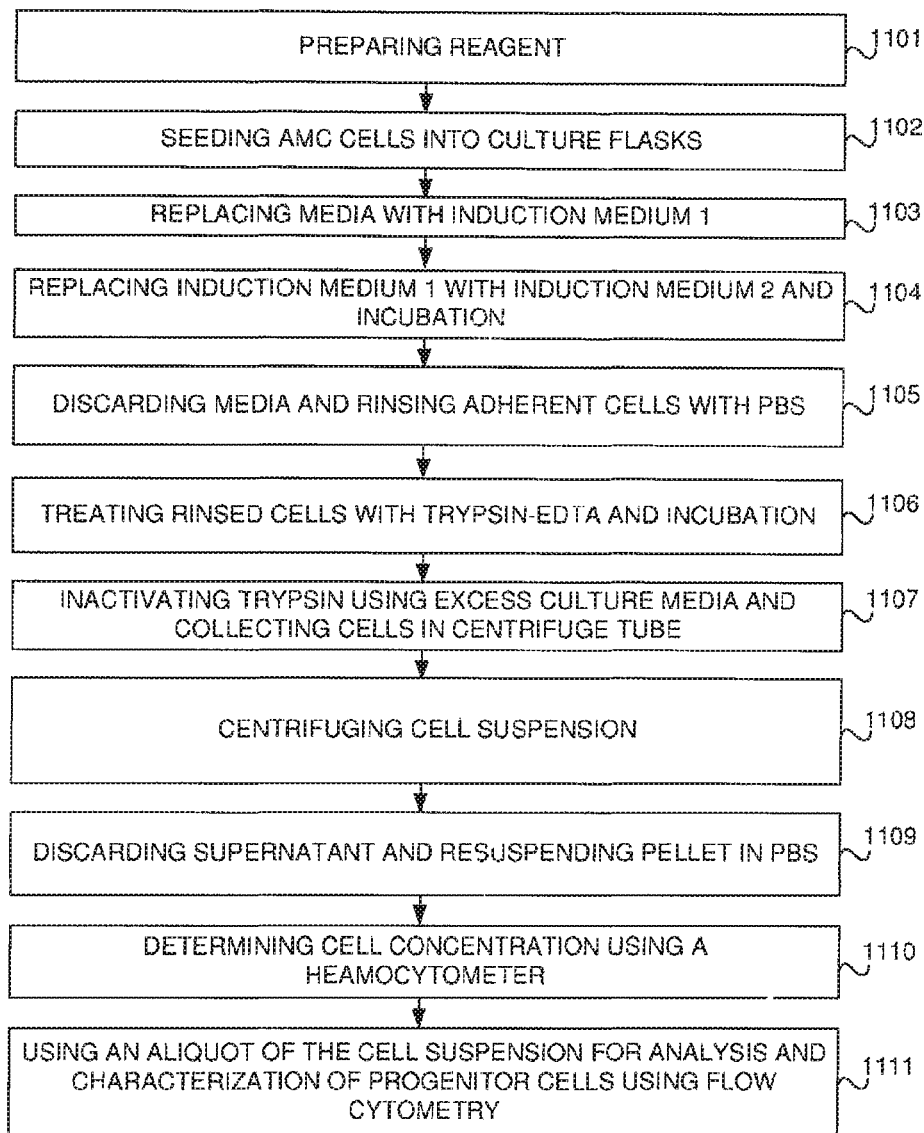 PREPARING REAGENT
1101
SEEDING AMC CELLS INTO CULTURE FLASKS
1102
REPLACING MEDIA WITH INDUCTION MEDIUM 1
1103
REPLACING INDUCTION MEDIUM 1 WITH INDUCTION MEDIUM 2 AND
INCUBATION
1104
DISCARDING MEDIA AND RINSING ADHERENT CELLS WITH PBS
1105
TREATING RINSED CELLS WITH TRYPSIN-EDTA AND INCUBATION
1106
INACTIVATING TRYPSIN USING EXCESS CULTURE MEDIA AND
COLLECTING CELLS IN CENTRIFUGE TUBE
1107
CENTRIFUGING CELL SUSPENSION
1108
DISCARDING SUPERNATANT AND RESUSPENDING PELLET IN PBS
1109
DETERMINING CELL CONCENTRATION USING A
HEAMOCYTOMETER
1110
USING AN ALIQUOT OF THE CELL SUSPENSION FOR ANALYSIS AND
CHARACTERIZATION OF PROGENITOR CELLS USING FLOW
CYTOMETRY
1111